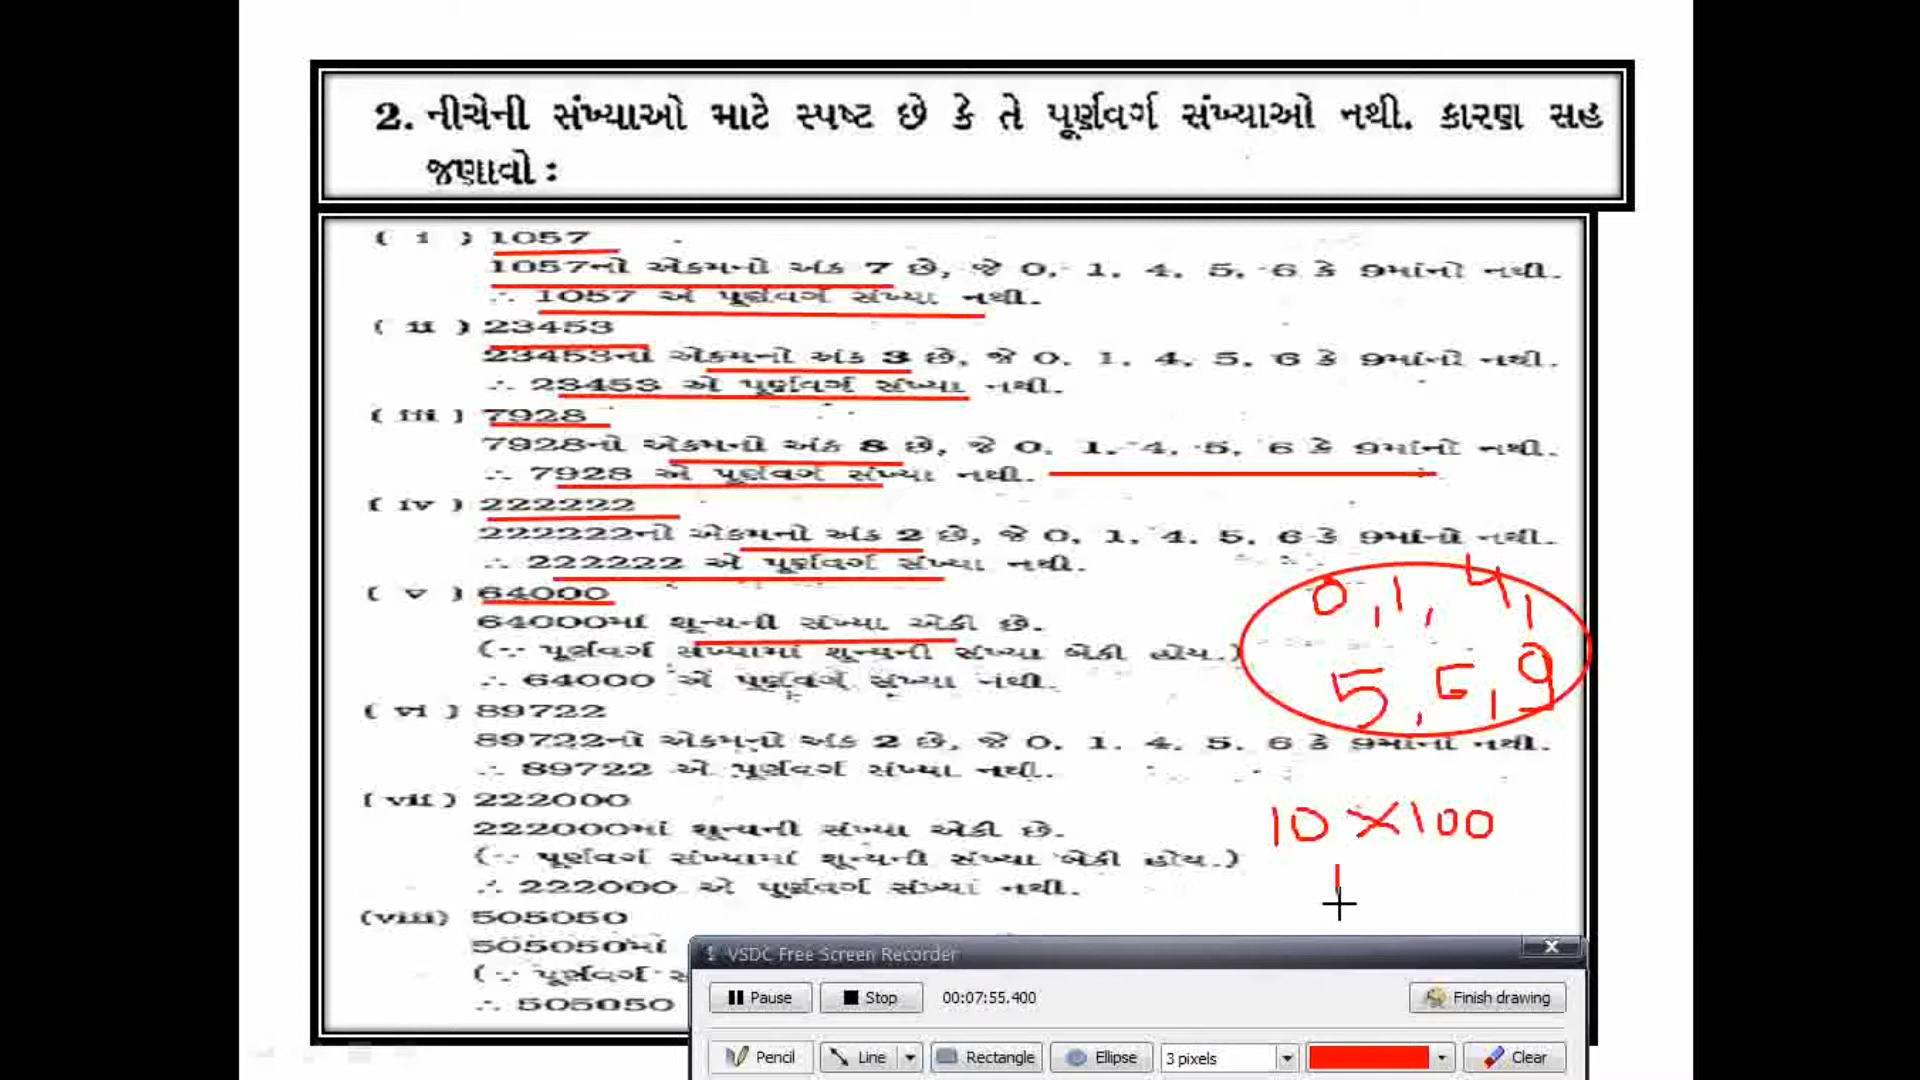 2. નીચેની સંખ્યાઓ માટે સ્પષ્ટ છે કે તે પૂર્ણવર્ગ સંખ્યાઓ નથી. કારણ સહ
જણાવો :
( i ) 1057
1057નો એકમનો અંક 7 છે, જે 0, 1, 4, 5, 6 કે 9માંનો નથી.
∴ 1057 એ પૂર્ણવર્ગ સંખ્યા નથી.
( ii ) 23453
23453નો એકમનો અંક 3 છે, જે 0, 1, 4, 5, 6 કે 9માંનો નથી.
∴ 23453 એ પૂર્ણવર્ગ સંખ્યા નથી.
( iii ) 7928
7928નો એકમનો અંક 8 છે, જે 0, 1, 4, 5, 6 કે 9માંનો નથી.
∴ 7928 એ પૂર્ણવર્ગ સંખ્યા નથી.
( iv ) 222222
222222નો એકમનો અંક 2 છે, જે 0, 1, 4, 5, 6 કે 9માંનો નથી.
∴ 222222 એ પૂર્ણવર્ગ સંખ્યા નથી.
( v ) 64000
64000માં શૂન્યની સંખ્યા એકી છે.
(∵ પૂર્ણવર્ગ સંખ્યામાં શૂન્યની સંખ્યા બેકી હોય.)
∴ 64000 એ પૂર્ણવર્ગ સંખ્યા નથી.
0, 1, 4,
5, 6, 9
( vi ) 89722
89722નો એકમનો અંક 2 છે, જે 0, 1, 4, 5, 6 કે 9માંનો નથી.
∴ 89722 એ પૂર્ણવર્ગ સંખ્યા નથી.
( vii ) 222000
222000માં શૂન્યની સંખ્યા એકી છે.
(∵ પૂર્ણવર્ગ સંખ્યામાં શૂન્યની સંખ્યા બેકી હોય.)
∴ 222000 એ પૂર્ણવર્ગ સંખ્યા નથી.
10 × 100
(viii) 505050
505050માં
(∵ પૂર્ણવર્ગ
∴ 505050
VSDC Free Screen Recorder
Pause Stop 00:07:55.400 Finish drawing
Pencil Line Rectangle Ellipse 3 pixels Clear